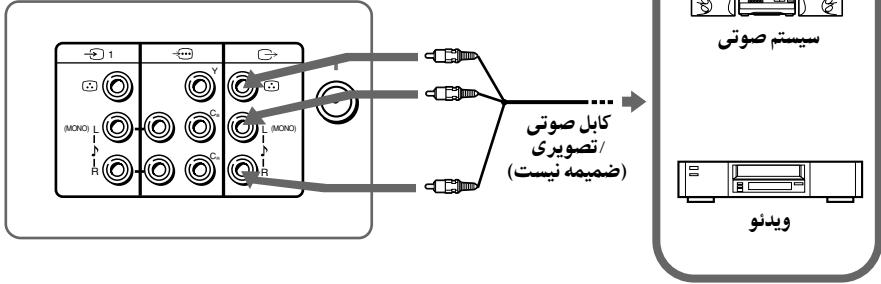 1
Y
(MONO) L
CB
L (MONO)
R
CR
R
کابل صوتی
/تصویری
(ضمیمه نیست)
سیستم صوتی
ویدئو